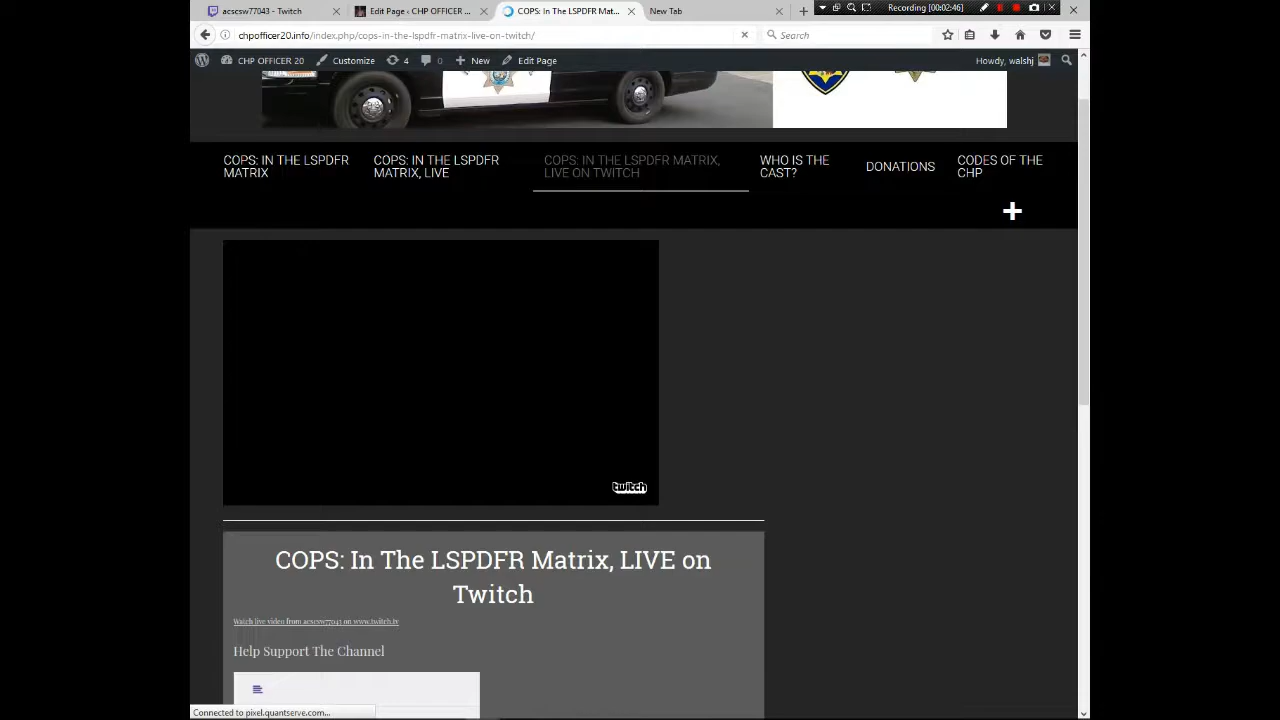 acscsw77043 - Twitch
Edit Page ‹ CHP OFFICER ...
COPS: In The LSPDFR Mat...
New Tab
Recording [00:02:46]
chpofficer20.info/index.php/cops-in-the-lspdfr-matrix-live-on-twitch/
Search
CHP OFFICER 20
Customize
4
0
New
Edit Page
Howdy, walshj
COPS: IN THE LSPDFR
MATRIX
COPS: IN THE LSPDFR
MATRIX, LIVE
COPS: IN THE LSPDFR MATRIX,
LIVE ON TWITCH
WHO IS THE
CAST?
DONATIONS
CODES OF THE
CHP
twitch
COPS: In The LSPDFR Matrix, LIVE on
Twitch
Watch live video from acscsw77043 on www.twitch.tv
Help Support The Channel
Connected to pixel.quantserve.com...